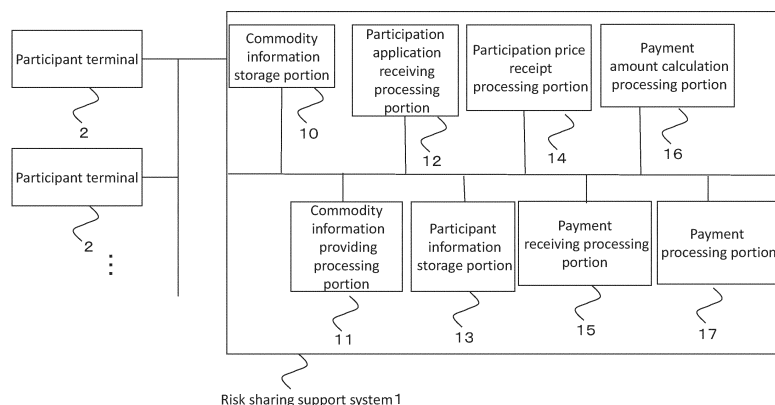 Participant terminal
2
Participant terminal
2
Commodity
information
storage portion
10
Participation
application
receiving
processing
portion
12
Participation price
receipt
processing portion
14
Payment
amount calculation
processing portion
16
Commodity
information
providing
processing
portion
11
Participant
information
storage portion
13
Payment
receiving processing
portion
15
Payment
processing portion
17
Risk sharing support system1